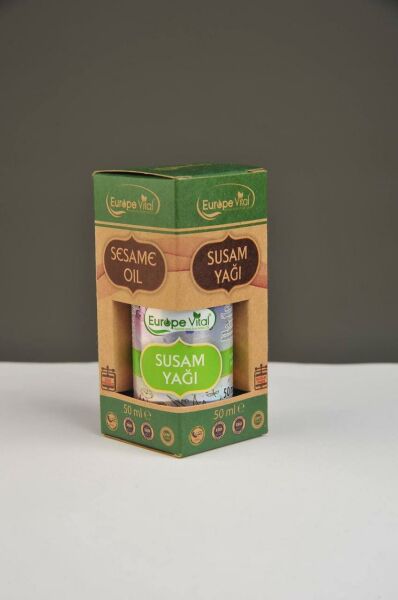 Europe Vital
SESAME
OIL
50 ml e
Europe Vital
SUSAM
YAĞI
50 ml e
Europe Vital
SUSAM
YAĞI